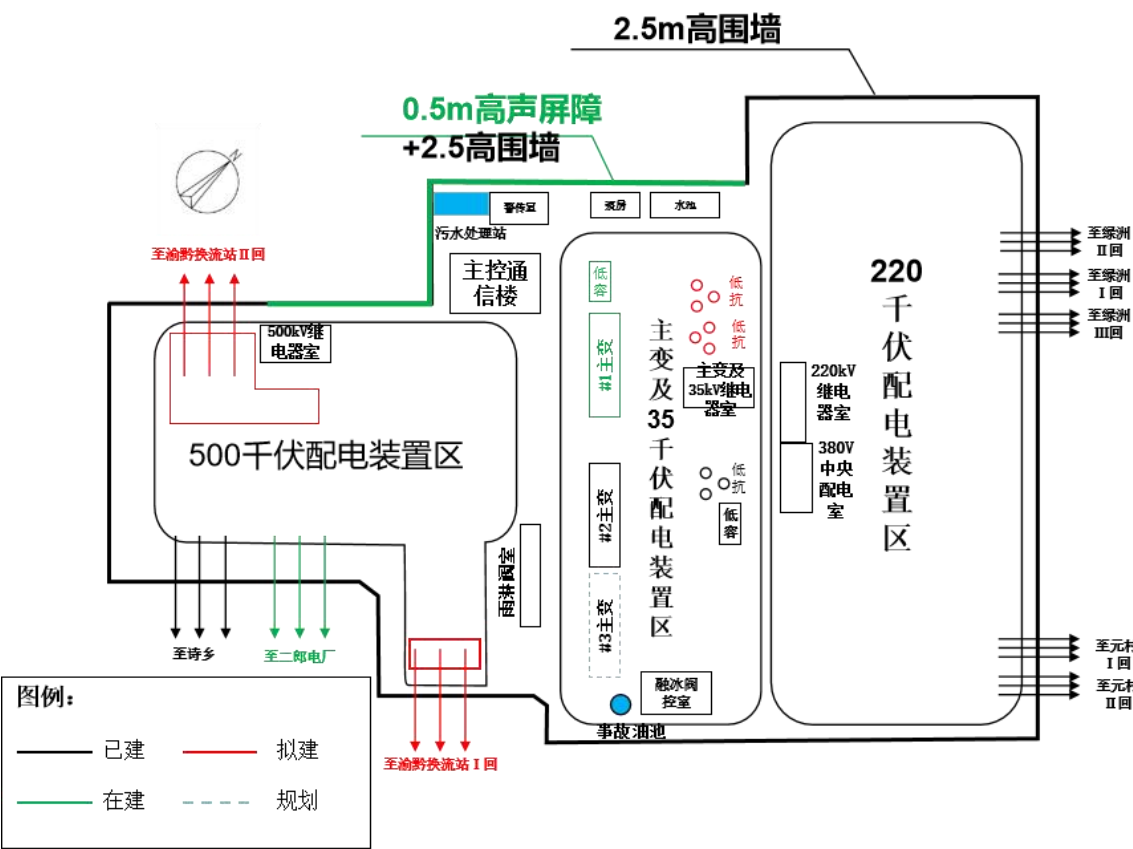 2.5m高围墙
0.5m高声屏障
+2.5高围墙
N
至渝黔换流站Ⅱ回
污水处理站
警传室
泵房
水池
主控通
信楼
500kV继
电器室
500千伏配电装置区
低容
#1主变
低抗
低抗
主变及
35kV继电
器室
主变及35千伏配电装置区
低抗
低容
#2主变
#3主变
雨淋阀室
融冰阀
控室
事故油池
220千伏配电装置区
220kV
继电
器室
380V
中央
配电
室
至绿洲
Ⅱ回
至绿洲
Ⅰ回
至绿洲
Ⅲ回
至元村
Ⅰ回
至元村
Ⅱ回
至诗乡
至二郎电厂
至渝黔换流站Ⅰ回
图例：
已建
拟建
在建
规划